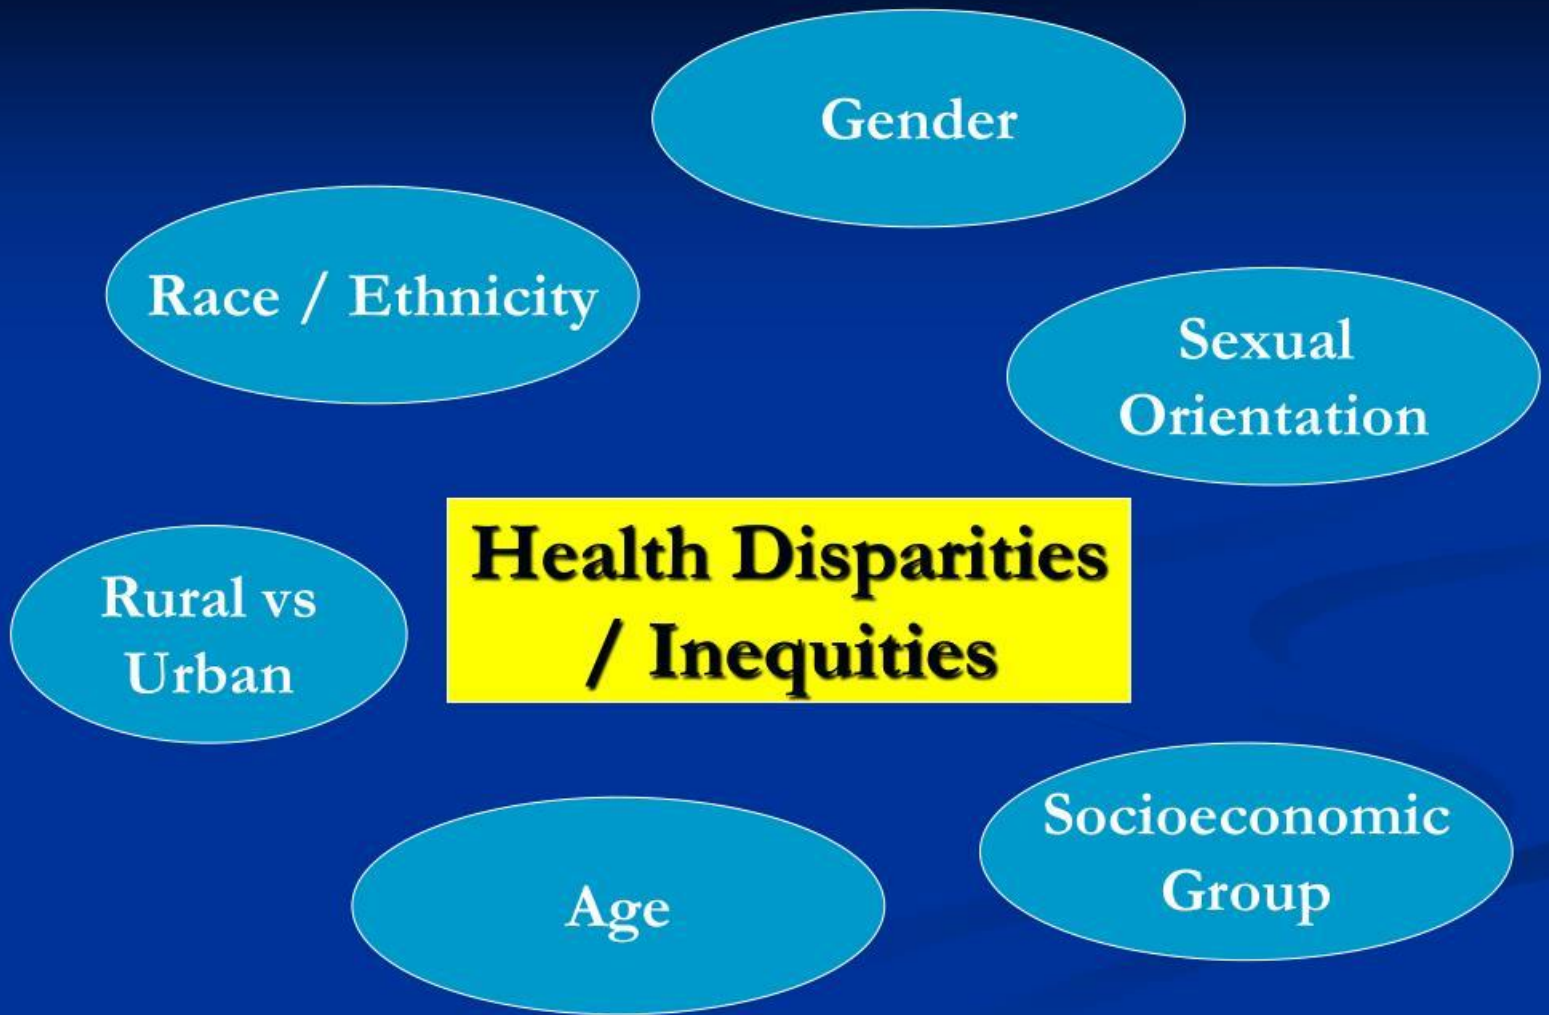 Gender
Race / Ethnicity
Sexual
Orientation
Health Disparities
/ Inequities
Rural vs
Urban
Socioeconomic
Group
Age